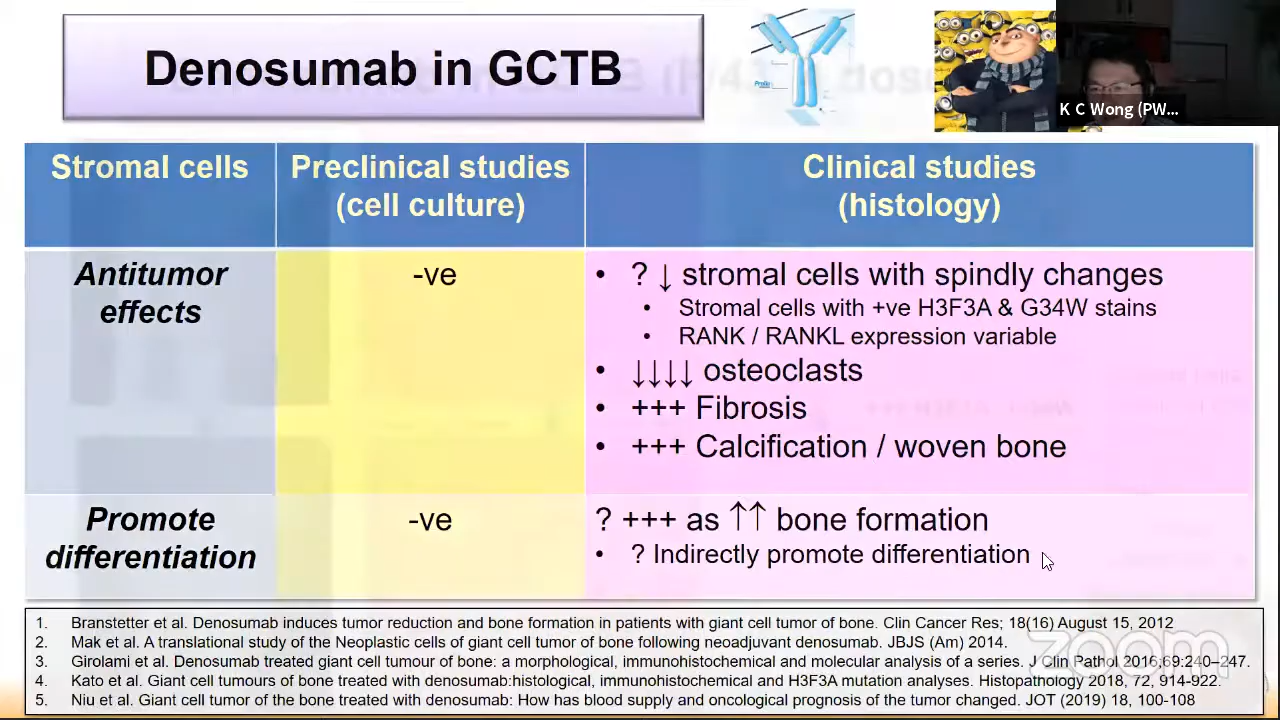 Denosumab in GCTB
K C Wong (PW...
Stromal cells
Preclinical studies
(cell culture)
Clinical studies
(histology)
Antitumor
effects
-ve
• ? ↓ stromal cells with spindly changes
• Stromal cells with +ve H3F3A & G34W stains
• RANK / RANKL expression variable
• ↓↓↓↓ osteoclasts
• +++ Fibrosis
• +++ Calcification / woven bone
Promote
differentiation
-ve
? +++ as ↑↑ bone formation
• ? Indirectly promote differentiation
1. Branstetter et al. Denosumab induces tumor reduction and bone formation in patients with giant cell tumor of bone. Clin Cancer Res; 18(16) August 15, 2012
2. Mak et al. A translational study of the Neoplastic cells of giant cell tumor of bone following neoadjuvant denosumab. JBJS (Am) 2014.
3. Girolami et al. Denosumab treated giant cell tumour of bone: a morphological, immunohistochemical and molecular analysis of a series. J Clin Pathol 2016;69:240–247.
4. Kato et al. Giant cell tumours of bone treated with denosumab:histological, immunohistochemical and H3F3A mutation analyses. Histopathology 2018, 72, 914-922.
5. Niu et al. Giant cell tumor of the bone treated with denosumab: How has blood supply and oncological prognosis of the tumor changed. JOT (2019) 18, 100-108
zoom